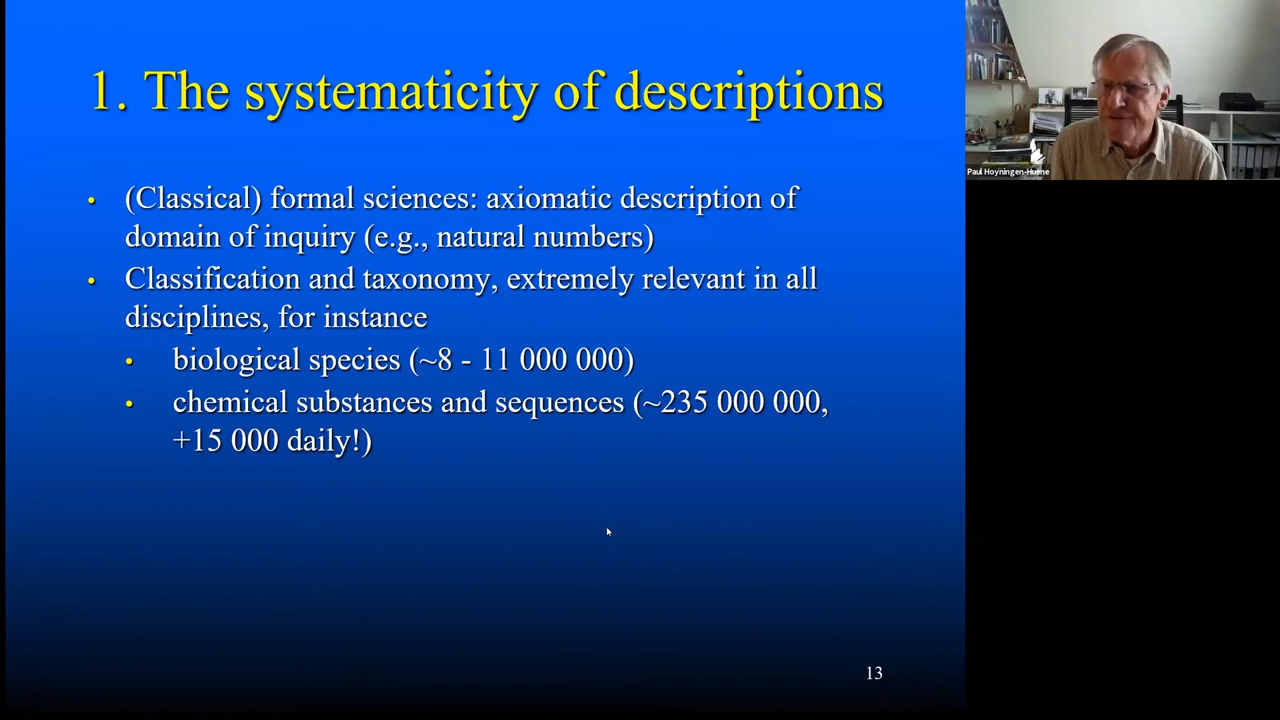 1. The systematicity of descriptions
• (Classical) formal sciences: axiomatic description of
domain of inquiry (e.g., natural numbers)
• Classification and taxonomy, extremely relevant in all
disciplines, for instance
• biological species (~8 - 11 000 000)
• chemical substances and sequences (~235 000 000,
+15 000 daily!)
13
Paul Hoyningen-Huene